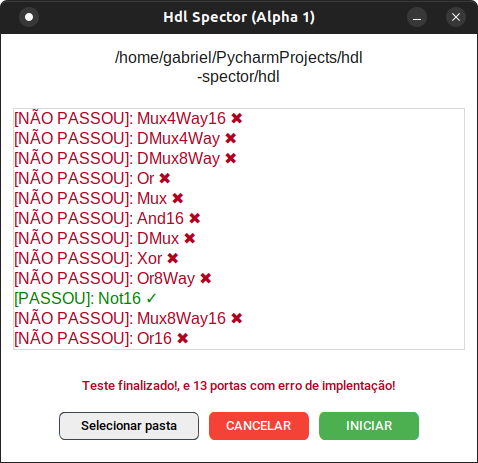 Hdl Spector (Alpha 1)
/home/gabriel/PycharmProjects/hdl
-spector/hdl
[NÃO PASSOU]: Mux4Way16 ✖
[NÃO PASSOU]: DMux4Way ✖
[NÃO PASSOU]: DMux8Way ✖
[NÃO PASSOU]: Or ✖
[NÃO PASSOU]: Mux ✖
[NÃO PASSOU]: And16 ✖
[NÃO PASSOU]: DMux ✖
[NÃO PASSOU]: Xor ✖
[NÃO PASSOU]: Or8Way ✖
[PASSOU]: Not16 ✓
[NÃO PASSOU]: Mux8Way16 ✖
[NÃO PASSOU]: Or16 ✖
Teste finalizado!, e 13 portas com erro de implentação!
Selecionar pasta
CANCELAR
INICIAR